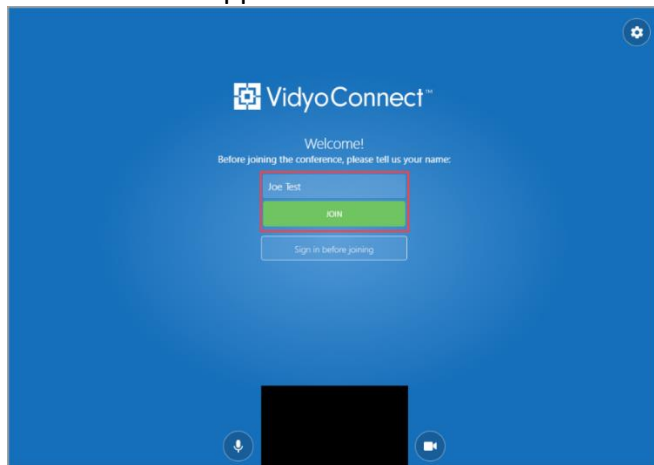 VidyoConnect™
Welcome!
Before joining the conference, please tell us your name:
Joe Test
JOIN
Sign in before joining